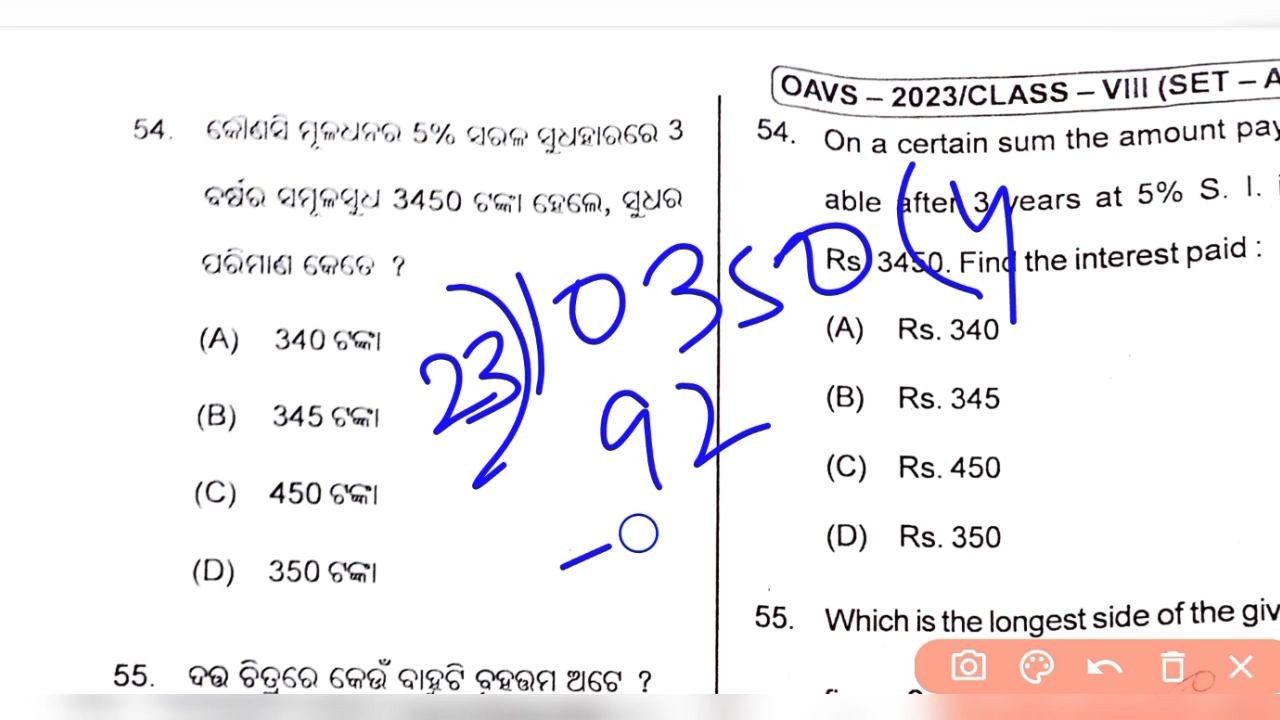 OAVS – 2023/CLASS – VIII (SET – A
54. କୌଣସି ମୂଳଧନର 5% ସରଳ ସୁଧହାରରେ 3
ବର୍ଷର ସମୂଳସୁଧ 3450 ଟଙ୍କା ହେଲେ, ସୁଧର
ପରିମାଣ କେତେ ?
(A) 340 ଟଙ୍କା
(B) 345 ଟଙ୍କା
(C) 450 ଟଙ୍କା
(D) 350 ଟଙ୍କା
55. ଦତ୍ତ ଚିତ୍ରରେ କେଉଁ ବାହୁଟି ବୃହତ୍ତମ ଅଟେ ?
54. On a certain sum the amount pay
able after 3 years at 5% S. I.
Rs. 3450. Find the interest paid :
(A) Rs. 340
(B) Rs. 345
(C) Rs. 450
(D) Rs. 350
55. Which is the longest side of the giv
23) 10350 (4
92